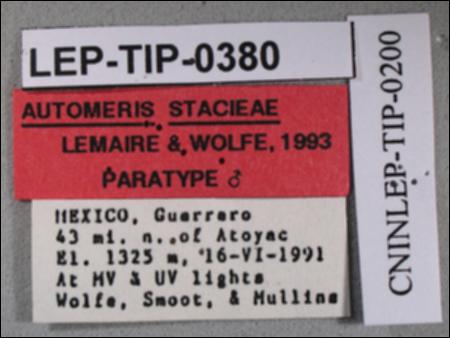 LEP-TIP-0380
AUTOMERIS STACIEAE
LEMAIRE & WOLFE, 1993
PARATYPE ♂
MEXICO, Guerrero
43 mi. n. of Atoyac
El. 1325 m, 16-VI-1991
At MV & UV lights
Wolfe, Smoot, & Mullins
CNINLEP-TIP-0200